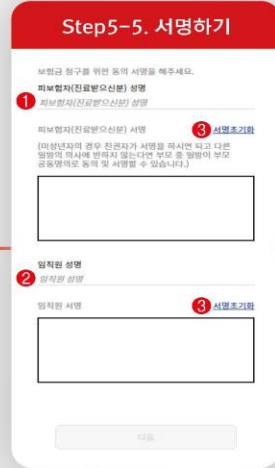 Step5-5. 서명하기
보험금 청구를 위한 동의 서명을 해주세요.
피보험자(진료받으신분) 성명
1 피보험자(진료받으신분) 성명
피보험자(진료받으신분) 서명 3 서명초기화
(미성년자의 경우 친권자가 서명을 하시면 되고 다른
일방의 의사에 반하지 않는다면 부모 중 일방이 부모
공동명의로 동의 및 서명할 수 있습니다.)
임직원 성명
2 임직원 성명
임직원 서명 3 서명초기화
다음